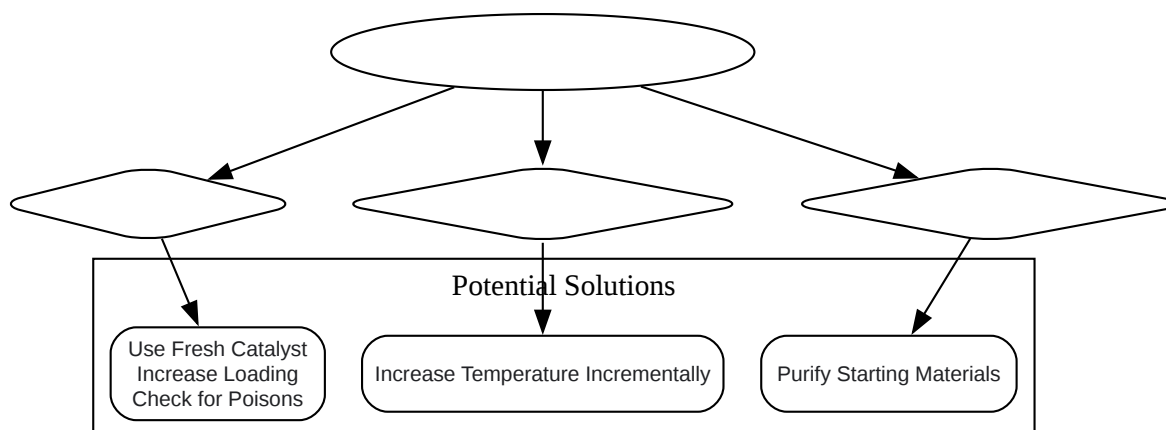 Potential Solutions
Use Fresh Catalyst
Increase Loading
Check for Poisons
Increase Temperature Incrementally
Purify Starting Materials